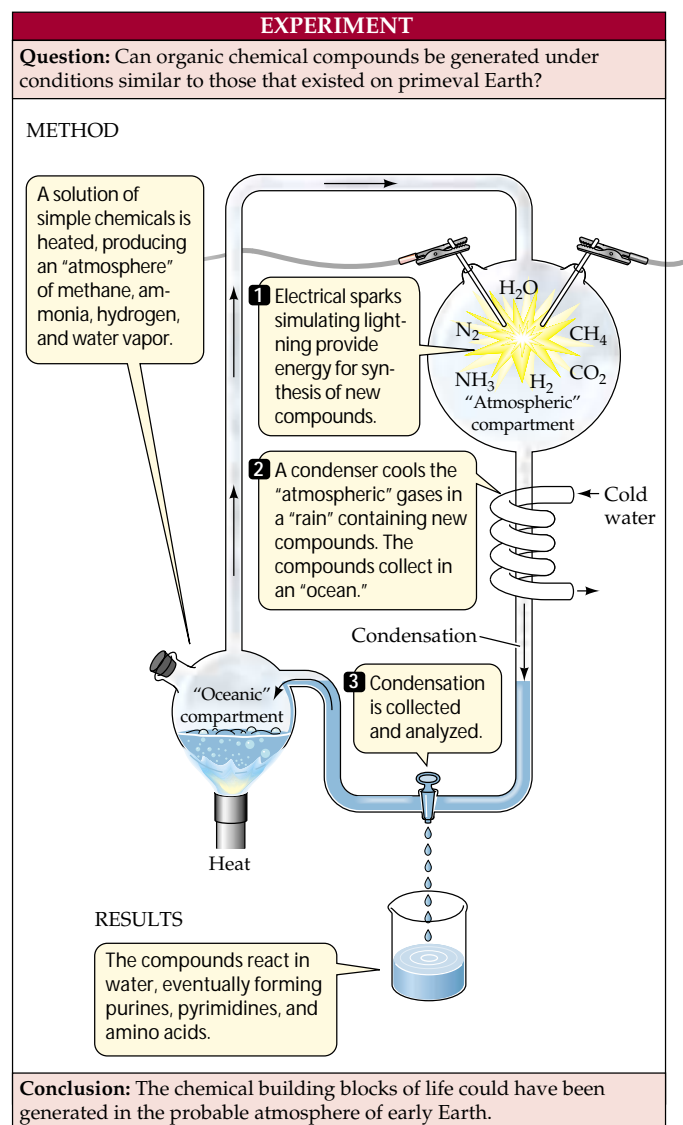 EXPERIMENT
Question: Can organic chemical compounds be generated under
conditions similar to those that existed on primeval Earth?
METHOD
A solution of
simple chemicals is
heated, producing
an “atmosphere”
of methane, am-
monia, hydrogen,
and water vapor.
1 Electrical sparks
simulating light-
ning provide
energy for syn-
thesis of new
compounds.
H₂O
N₂
CH₄
NH₃
H₂
CO₂
“Atmospheric”
compartment
2 A condenser cools the
“atmospheric” gases in
a “rain” containing new
compounds. The
compounds collect in
an “ocean.”
Cold
water
Condensation
“Oceanic”
compartment
3 Condensation
is collected
and analyzed.
Heat
RESULTS
The compounds react in
water, eventually forming
purines, pyrimidines, and
amino acids.
Conclusion: The chemical building blocks of life could have been
generated in the probable atmosphere of early Earth.